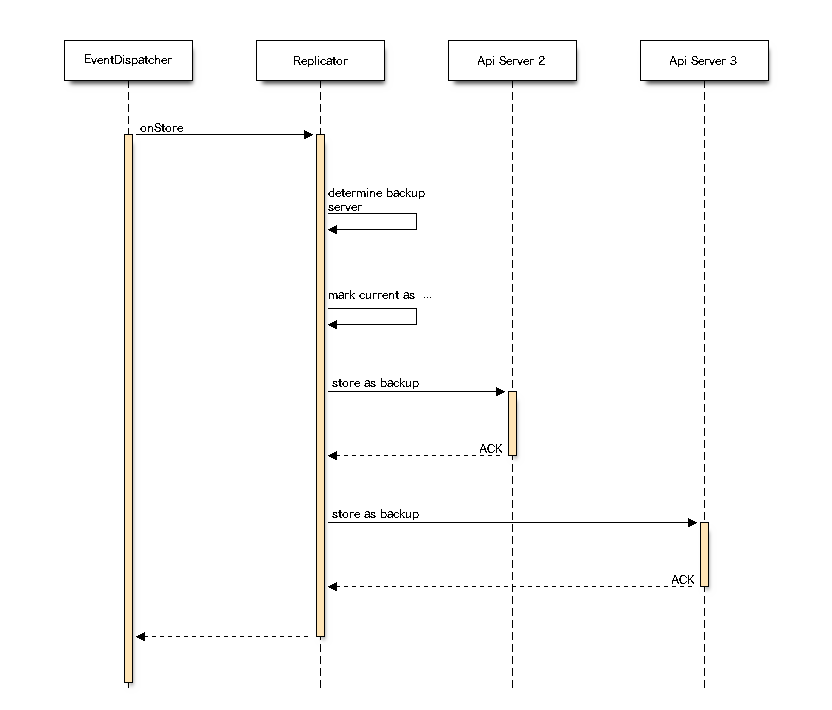 EventDispatcher
Replicator
Api Server 2
Api Server 3
onStore
determine backup
server
mark current as ...
store as backup
ACK
store as backup
ACK